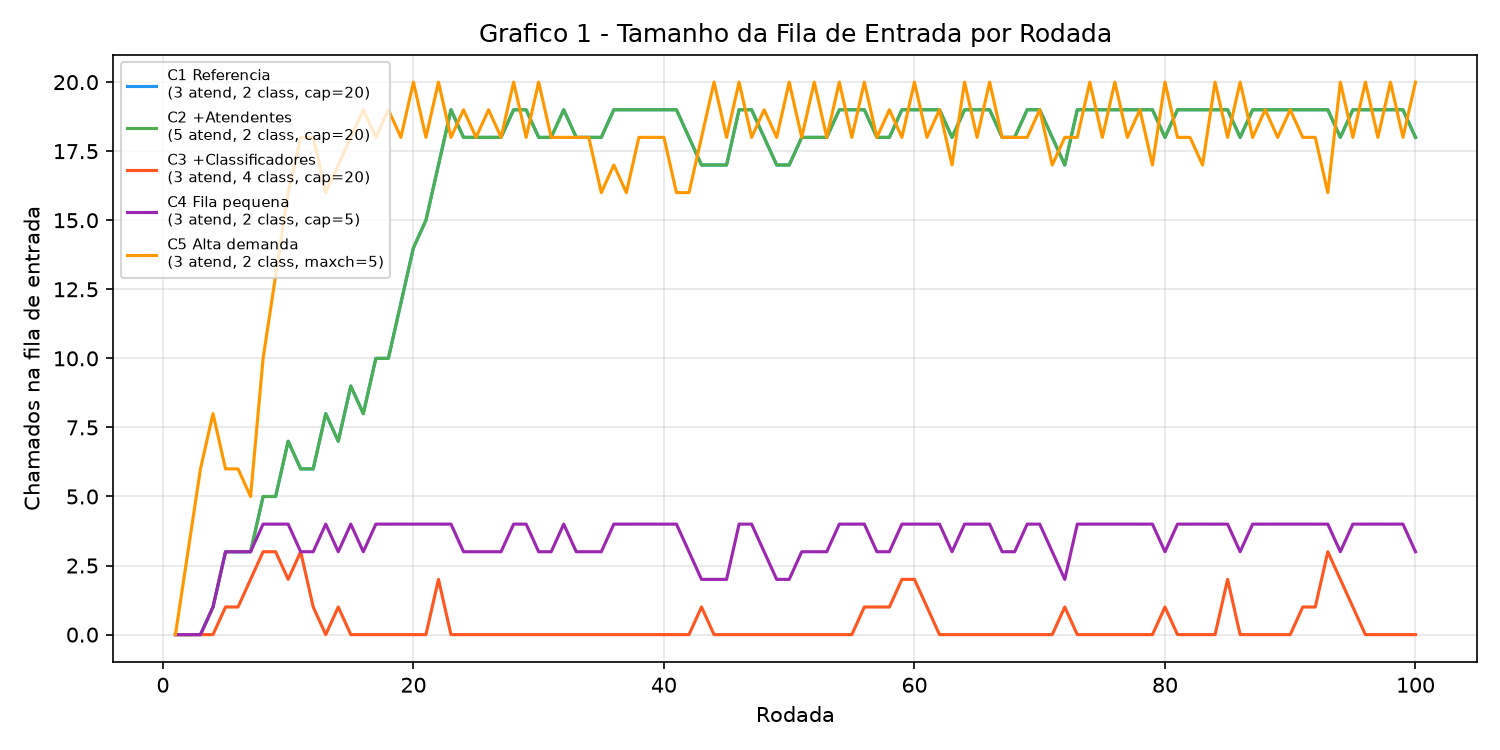 Grafico 1 - Tamanho da Fila de Entrada por Rodada
C1 Referencia
(3 atend, 2 class, cap=20)
C2 +Atendentes
(5 atend, 2 class, cap=20)
C3 +Classificadores
(3 atend, 4 class, cap=20)
C4 Fila pequena
(3 atend, 2 class, cap=5)
C5 Alta demanda
(3 atend, 2 class, maxch=5)
Chamados na fila de entrada
20.0
17.5
15.0
12.5
10.0
7.5
5.0
2.5
0.0
0 20 40 60 80 100
Rodada